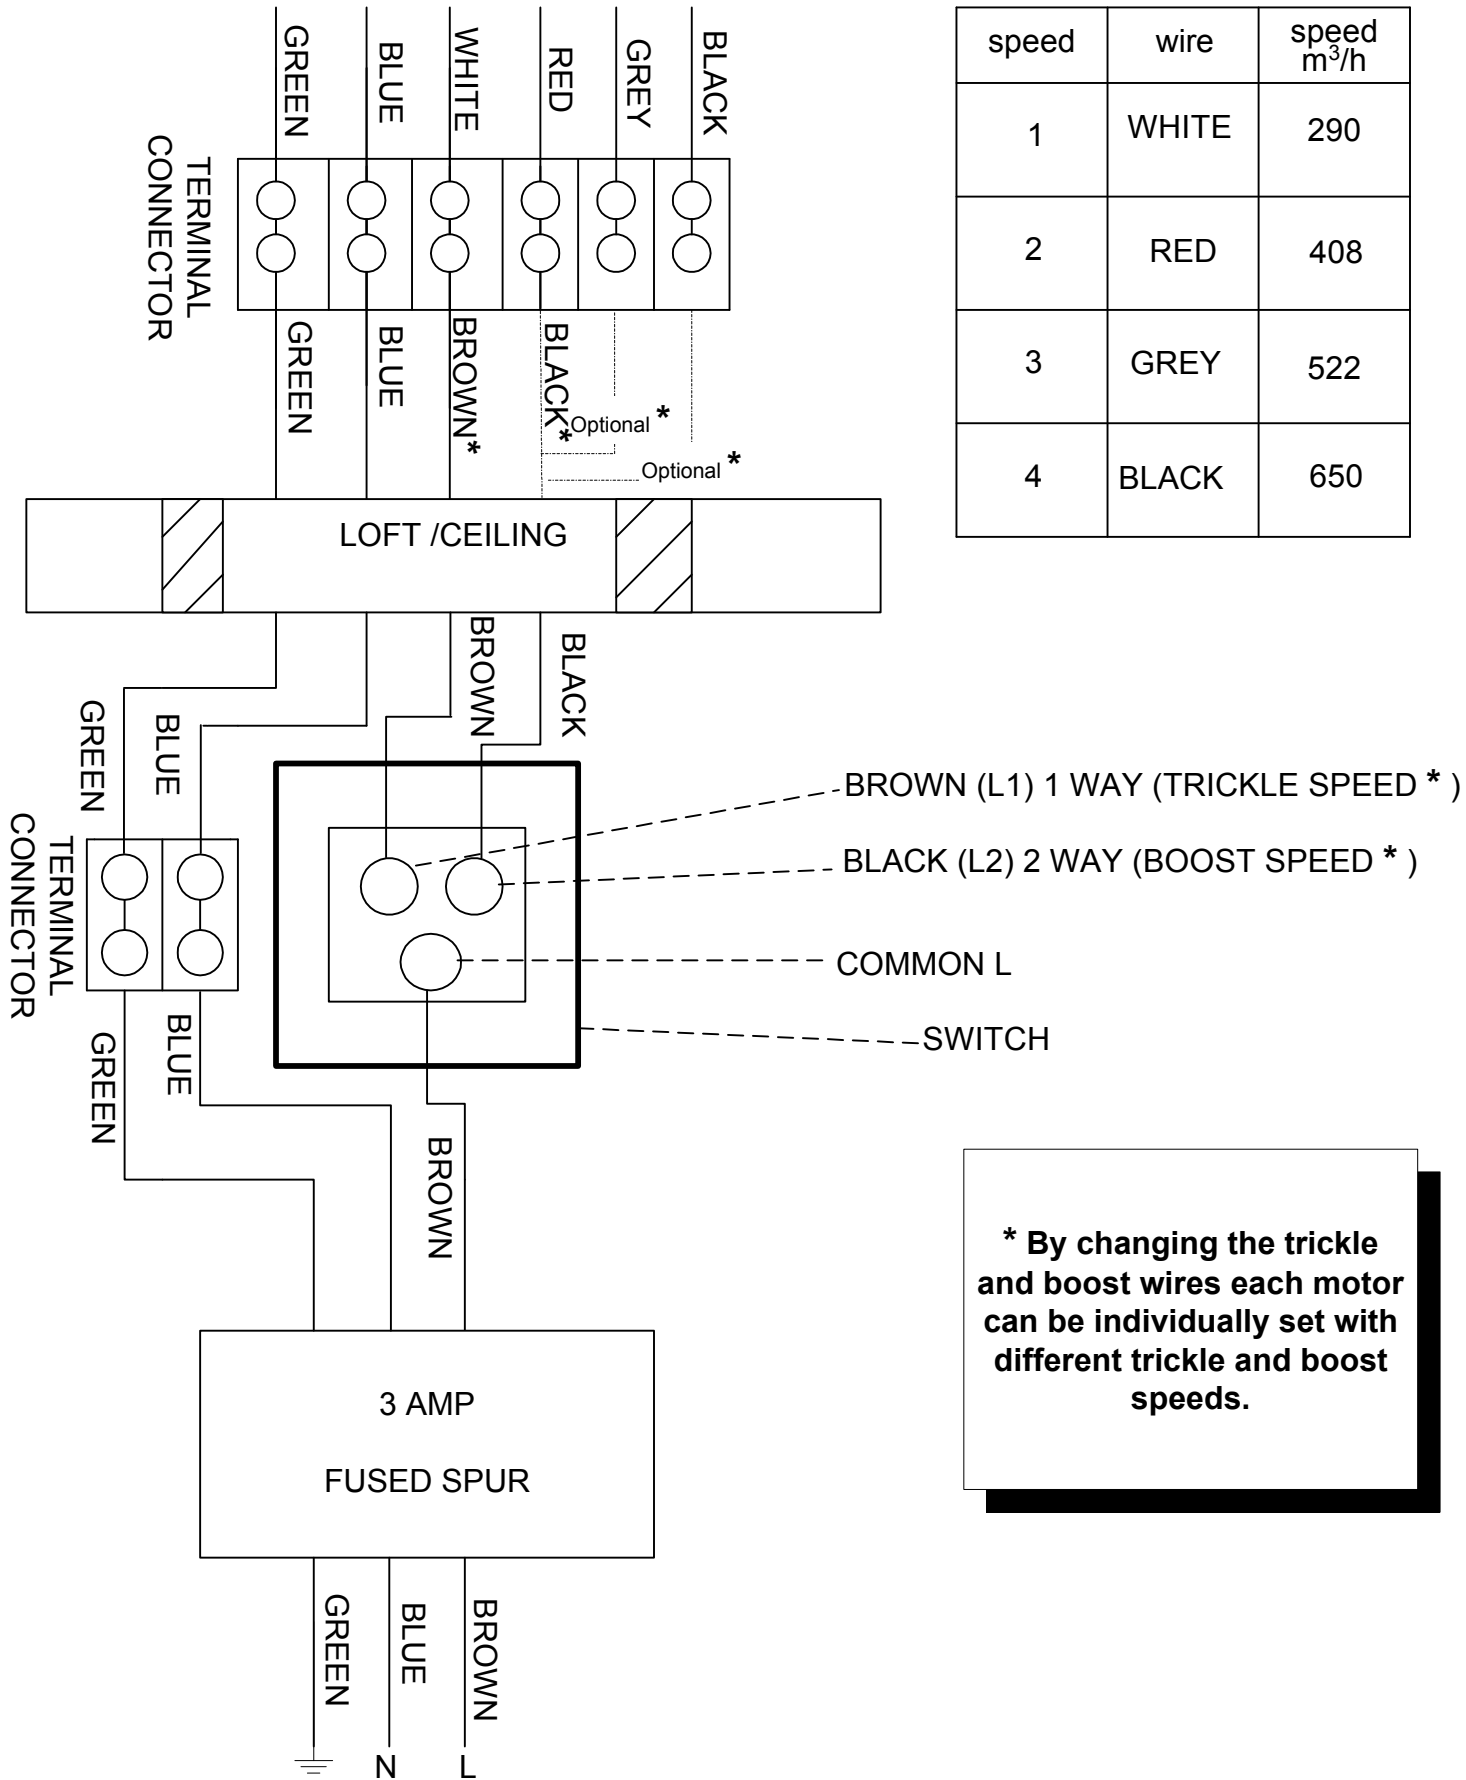 GREEN
BLUE
WHITE
RED
GREY
BLACK
TERMINAL
CONNECTOR
GREEN
BLUE
BROWN*
BLACK*
Optional *
Optional *
LOFT /CEILING
BROWN
BLACK
GREEN
BLUE
TERMINAL
CONNECTOR
GREEN
BLUE
BROWN (L1) 1 WAY (TRICKLE SPEED * )
BLACK (L2) 2 WAY (BOOST SPEED * )
COMMON L
SWITCH
BROWN
3 AMP
FUSED SPUR
GREEN
BLUE
BROWN
N
L
speed wire speed
m³/h
1 WHITE 290
2 RED 408
3 GREY 522
4 BLACK 650
* By changing the trickle
and boost wires each motor
can be individually set with
different trickle and boost
speeds.